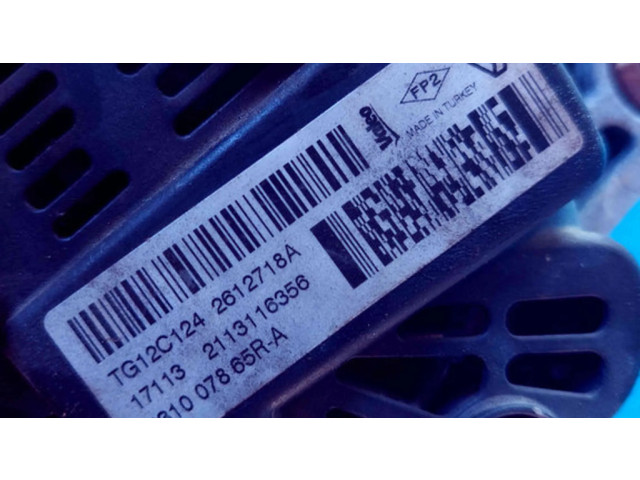 FP2
Valeo
MADE IN TURKEY
TG12C124 2612718A
17113 2113116356
310 078 65R-A